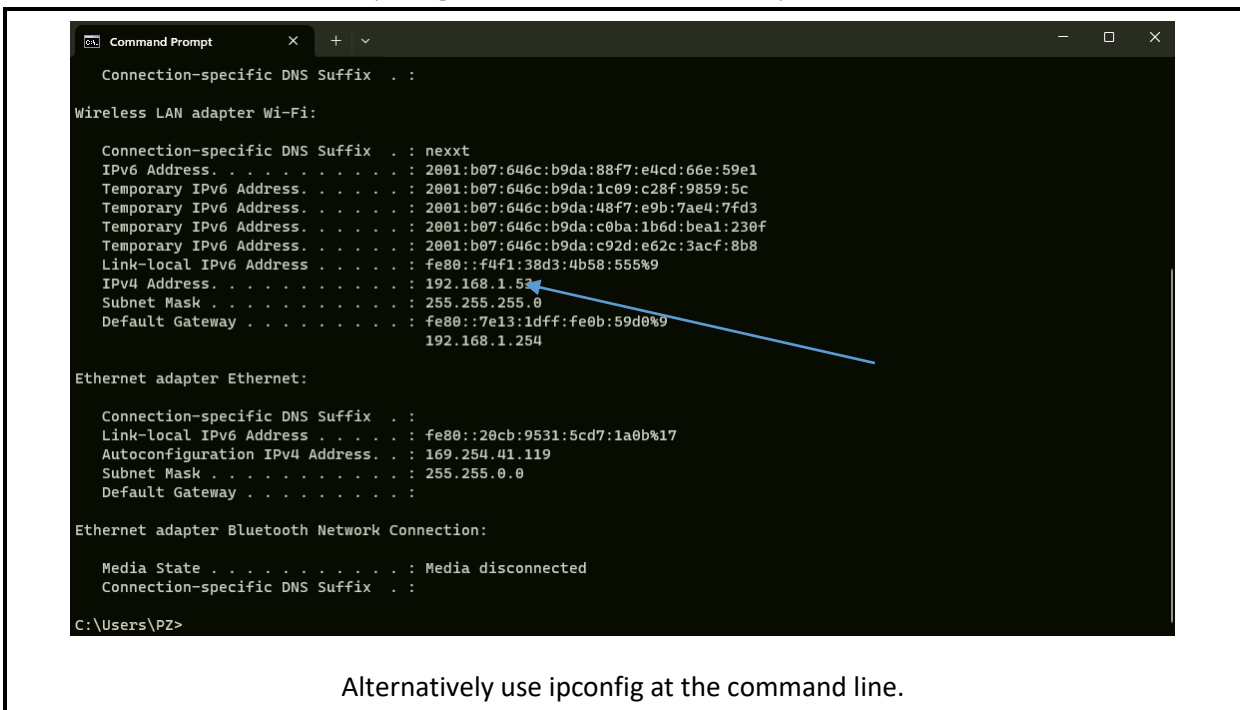 Command Prompt
Connection-specific DNS Suffix . :
Wireless LAN adapter Wi-Fi:
Connection-specific DNS Suffix . : nexxt
IPv6 Address. . . . . . . . . . . : 2001:b07:646c:b9da:88f7:e4cd:66e:59e1
Temporary IPv6 Address. . . . . . : 2001:b07:646c:b9da:1c09:c28f:9859:5c
Temporary IPv6 Address. . . . . . : 2001:b07:646c:b9da:48f7:e9b:7ae4:7fd3
Temporary IPv6 Address. . . . . . : 2001:b07:646c:b9da:c0ba:1b6d:bea1:230f
Temporary IPv6 Address. . . . . . : 2001:b07:646c:b9da:c92d:e62c:3acf:8b8
Link-local IPv6 Address . . . . . : fe80::f4f1:38d3:4b58:555%9
IPv4 Address. . . . . . . . . . . :
Subnet Mask . . . . . . . . . . . : 255.255.255.0
Default Gateway . . . . . . . . . : fe80::7e13:1dff:fe0b:59d0%9
192.168.1.254
Ethernet adapter Ethernet:
Connection-specific DNS Suffix . :
Link-local IPv6 Address . . . . . : fe80::20cb:9531:5cd7:1a0b%17
Autoconfiguration IPv4 Address. . : 169.254.41.119
Subnet Mask . . . . . . . . . . . : 255.255.0.0
Default Gateway . . . . . . . . . :
Ethernet adapter Bluetooth Network Connection:
Media State . . . . . . . . . . . : Media disconnected
Connection-specific DNS Suffix . :
C:\Users\PZ>
Alternatively use ipconfig at the command line.